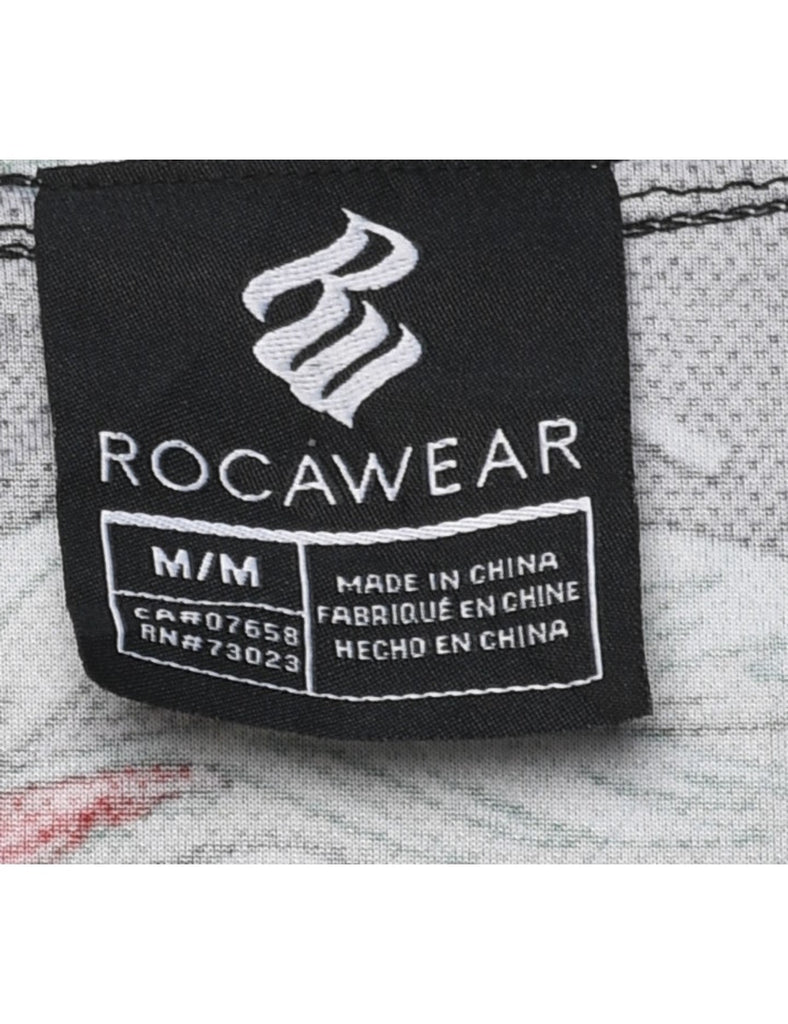 ROCAWEAR
M/M
CA#07658
RN#73023
MADE IN CHINA
FABRIQUÉ EN CHINE
HECHO EN CHINA